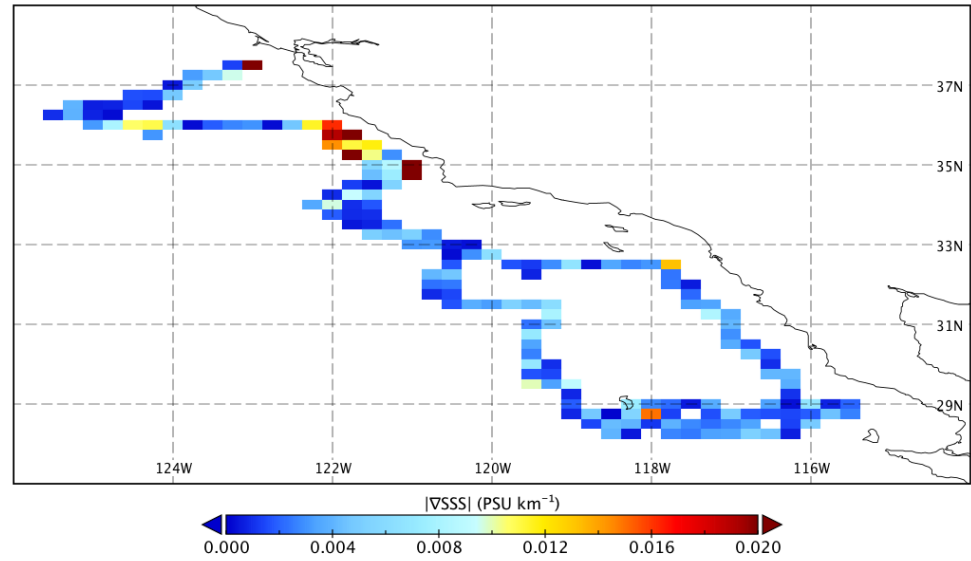 37N
35N
33N
31N
29N
124W 122W 120W 118W 116W
|∇SSS| (PSU km⁻¹)
0.000 0.004 0.008 0.012 0.016 0.020